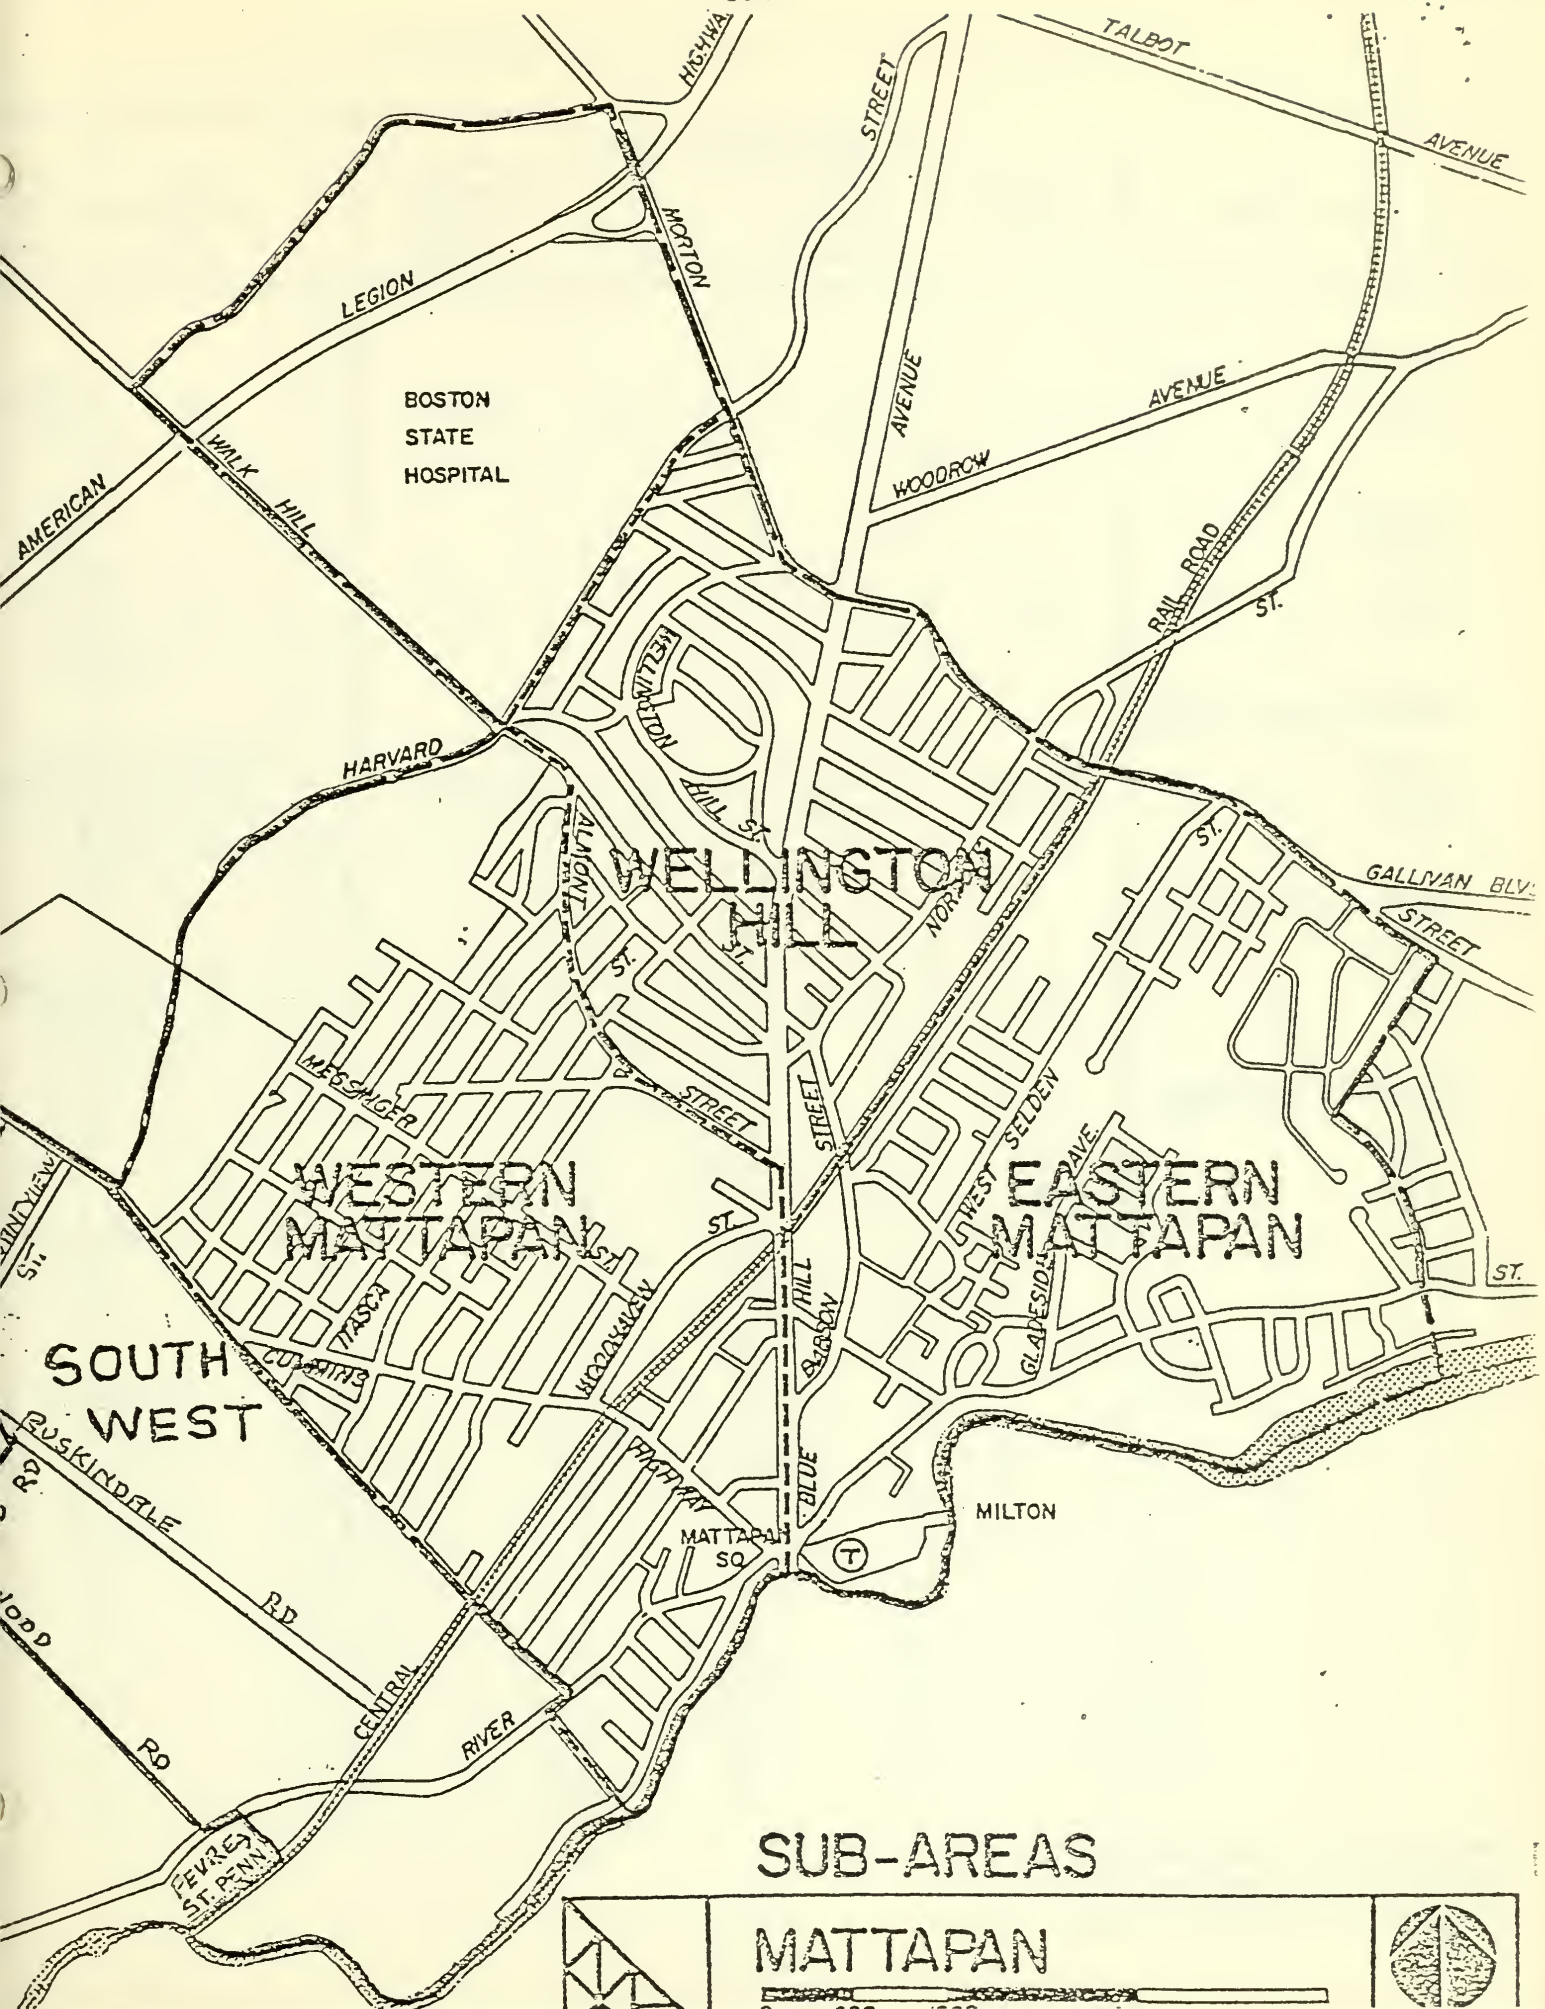 HIGHWA
TALBOT
AVENUE
STREET
MORTON
LEGION
AVENUE
AVENUE
WOODROW
BOSTON
STATE
HOSPITAL
WALK
HILL
AMERICAN
RAIL ROAD
ST.
WELLINGTON
HILL ST.
HARVARD
ALMONT
ST.
WELLINGTON
HILL
GALLIVAN BLV
STREET
ST.
ST.
MESSINGER
STREET
STREET
WEST SELDEN
AVE.
WESTERN
MATTAPAN
EASTERN
MATTAPAN
ST.
ST.
HILL
ST.
ST.
ITASCA
CUMMINS
WOODHAVEN
BABSON
GLADESIDE
SOUTH
WEST
RUSKINDALE
RD
RD
HIGHWAY
BLUE
MATTAPAN
SQ
T
MILTON
RD
CENTRAL
RIVER
ST. PENN
SUB-AREAS
MATTAPAN